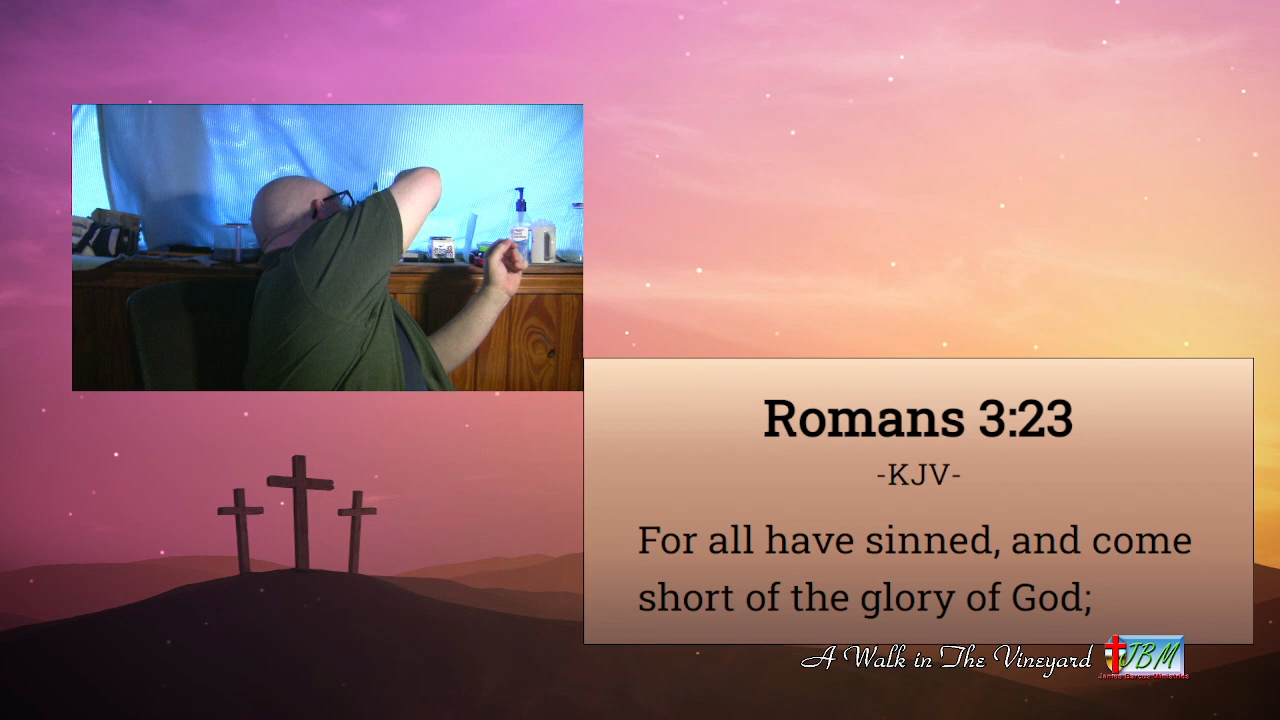 Romans 3:23
-KJV-
For all have sinned, and come
short of the glory of God;
A Walk in The Vineyard
JBM